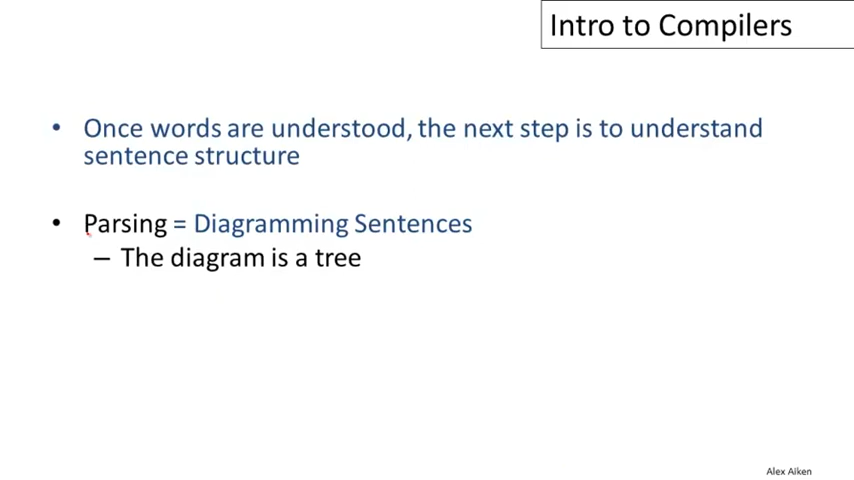 Intro to Compilers
• Once words are understood, the next step is to understand
sentence structure
• Parsing = Diagramming Sentences
– The diagram is a tree
Alex Aiken